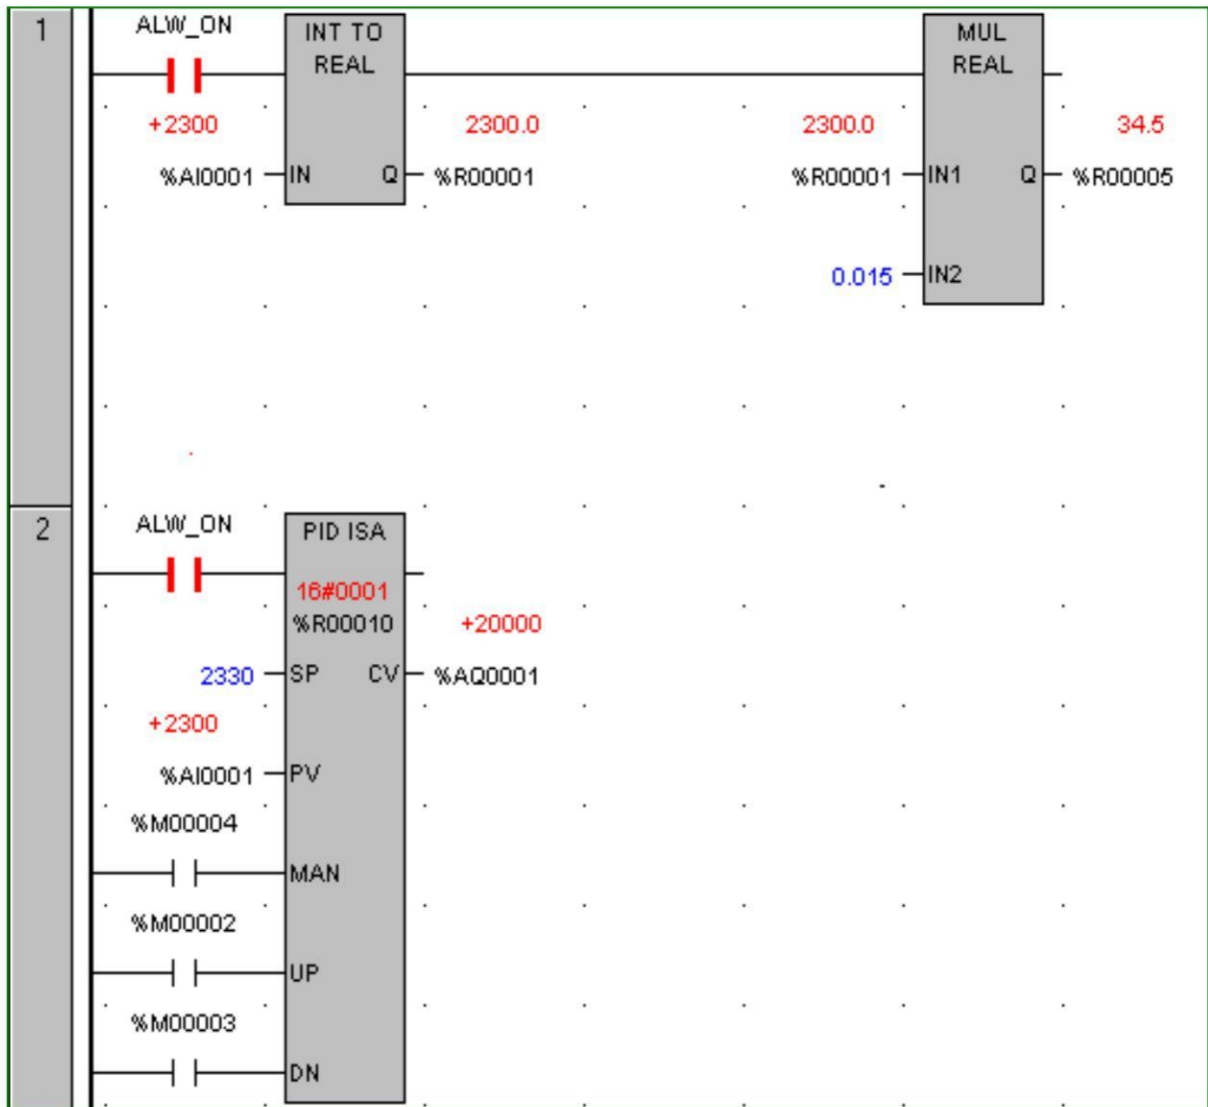 1
ALW_ON
INT TO
REAL
MUL
REAL
+2300
2300.0
2300.0
34.5
%AI0001
IN
Q
%R00001
%R00001
IN1
Q
%R00005
0.015
IN2
2
ALW_ON
PID ISA
16#0001
%R00010
+20000
2330
SP
CV
%AQ0001
+2300
%AI0001
PV
%M00004
MAN
%M00002
UP
%M00003
DN